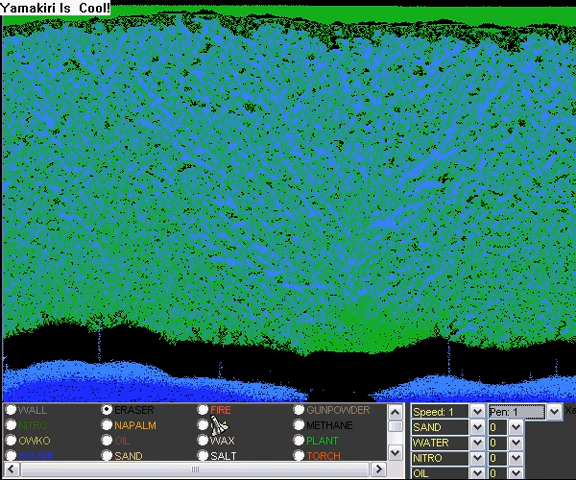 Yamakiri Is Cool!
WALL ERASER FIRE GUNPOWDER Speed: 1 Pen: 1
NITRO NAPALM METHANE SAND 0
OWKO OIL WAX PLANT WATER 0
WATER SAND SALT TORCH NITRO 0
OIL 0